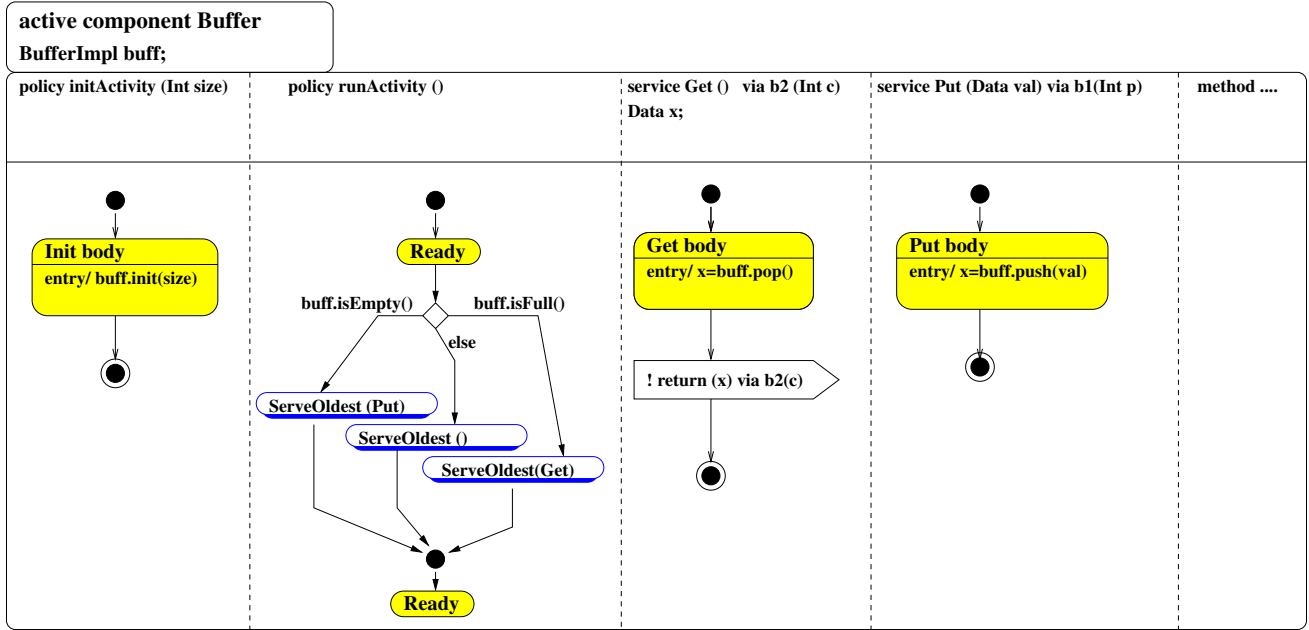 active component Buffer
BufferImpl buff;
policy initActivity (Int size)
policy runActivity ()
service Get () via b2 (Int c)
Data x;
service Put (Data val) via b1(Int p)
method ....
Init body
entry/ buff.init(size)
Ready
buff.isEmpty()
buff.isFull()
else
ServeOldest (Put)
ServeOldest ()
ServeOldest(Get)
Ready
Get body
entry/ x=buff.pop()
! return (x) via b2(c)
Put body
entry/ x=buff.push(val)